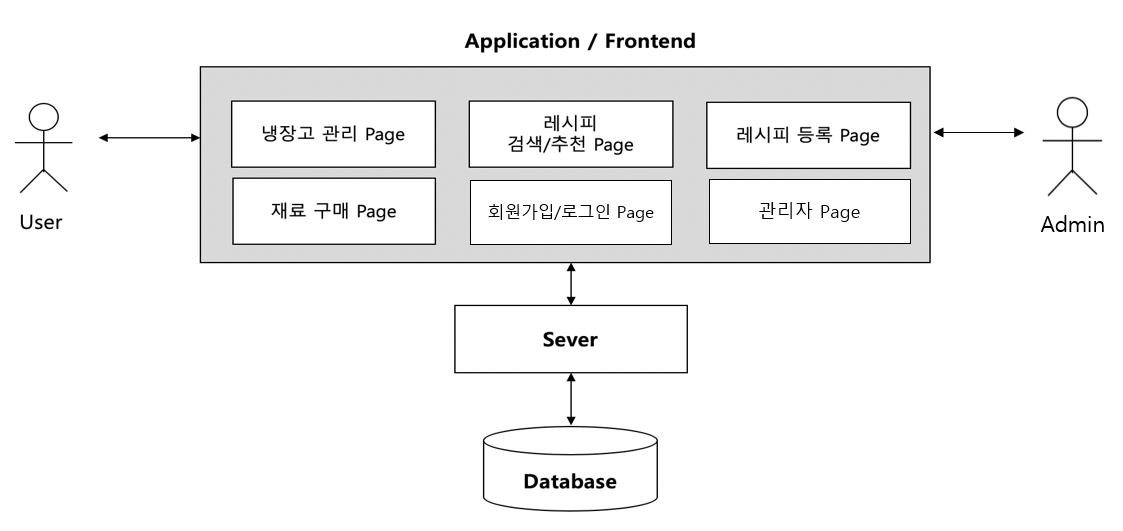 Application / Frontend
냉장고 관리 Page
레시피
검색/추천 Page
레시피 등록 Page
재료 구매 Page
회원가입/로그인 Page
관리자 Page
User
Admin
Sever
Database